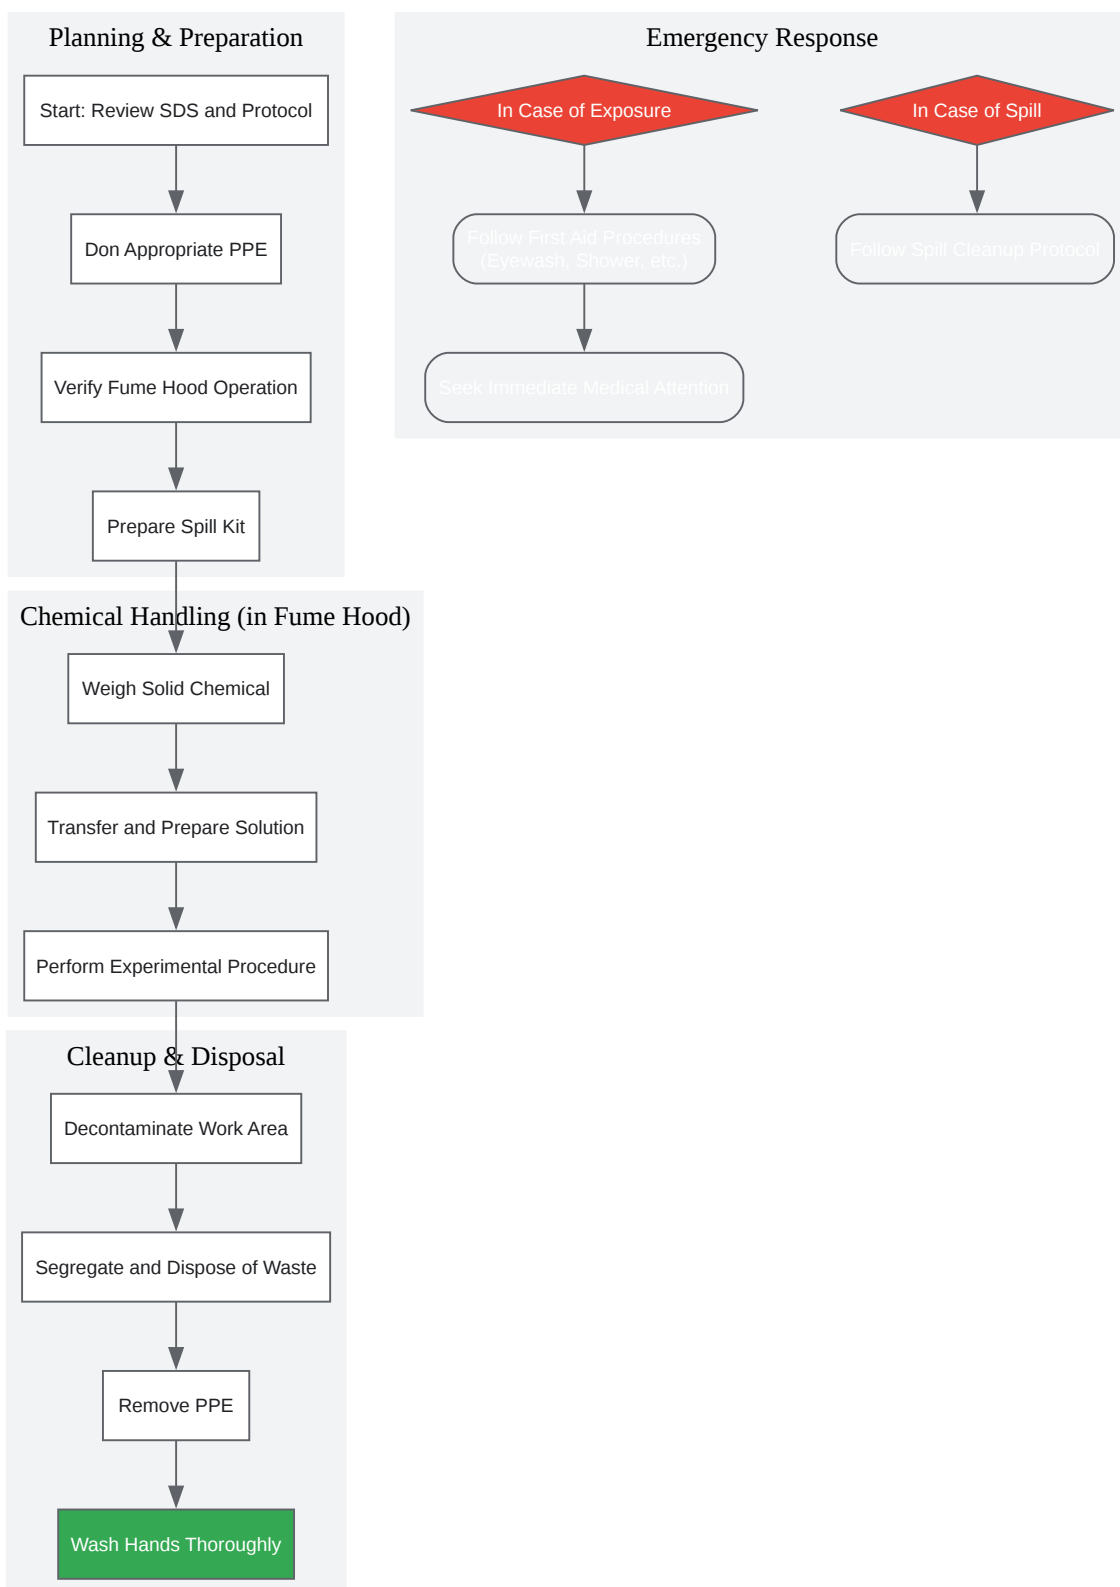 Planning & Preparation
Start: Review SDS and Protocol
Don Appropriate PPE
Verify Fume Hood Operation
Prepare Spill Kit
Emergency Response
In Case of Exposure
Follow First Aid Procedures
(Eyewash, Shower, etc.)
Seek Immediate Medical Attention
In Case of Spill
Follow Spill Cleanup Protocol
Chemical Handling (in Fume Hood)
Weigh Solid Chemical
Transfer and Prepare Solution
Perform Experimental Procedure
Cleanup & Disposal
Decontaminate Work Area
Segregate and Dispose of Waste
Remove PPE
Wash Hands Thoroughly